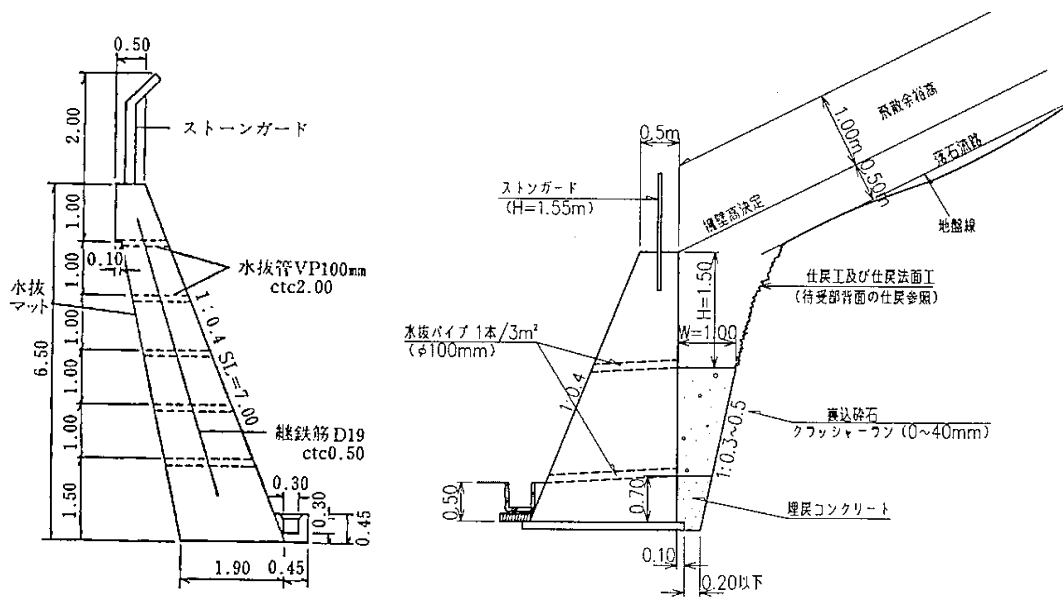 0.50
2.00
ストーンガード
1.00
0.10
水抜管VP100mm
ctc2.00
水抜
マット
1.00
1:0.4 SL=7.00
6.50
1.00
1.00
1.00
継鉄筋D19
ctc0.50
1.50
0.30
0.30
0.45
1.90
0.45
0.5m
飛散余裕高
1.00m
0.50m
落石流路
ストンガード
(H=1.55m)
擁壁高決定
地盤線
H=1.50
仕戻工及び仕戻法面工
(待受部背面の仕戻参照)
W=1.00
水抜パイプ 1本/3m²
(φ100mm)
1:0.4
1:0.3~0.5
裏込砕石
クラッシャーラン(0~40mm)
0.50
0.70
埋戻コンクリート
0.10
0.20以下